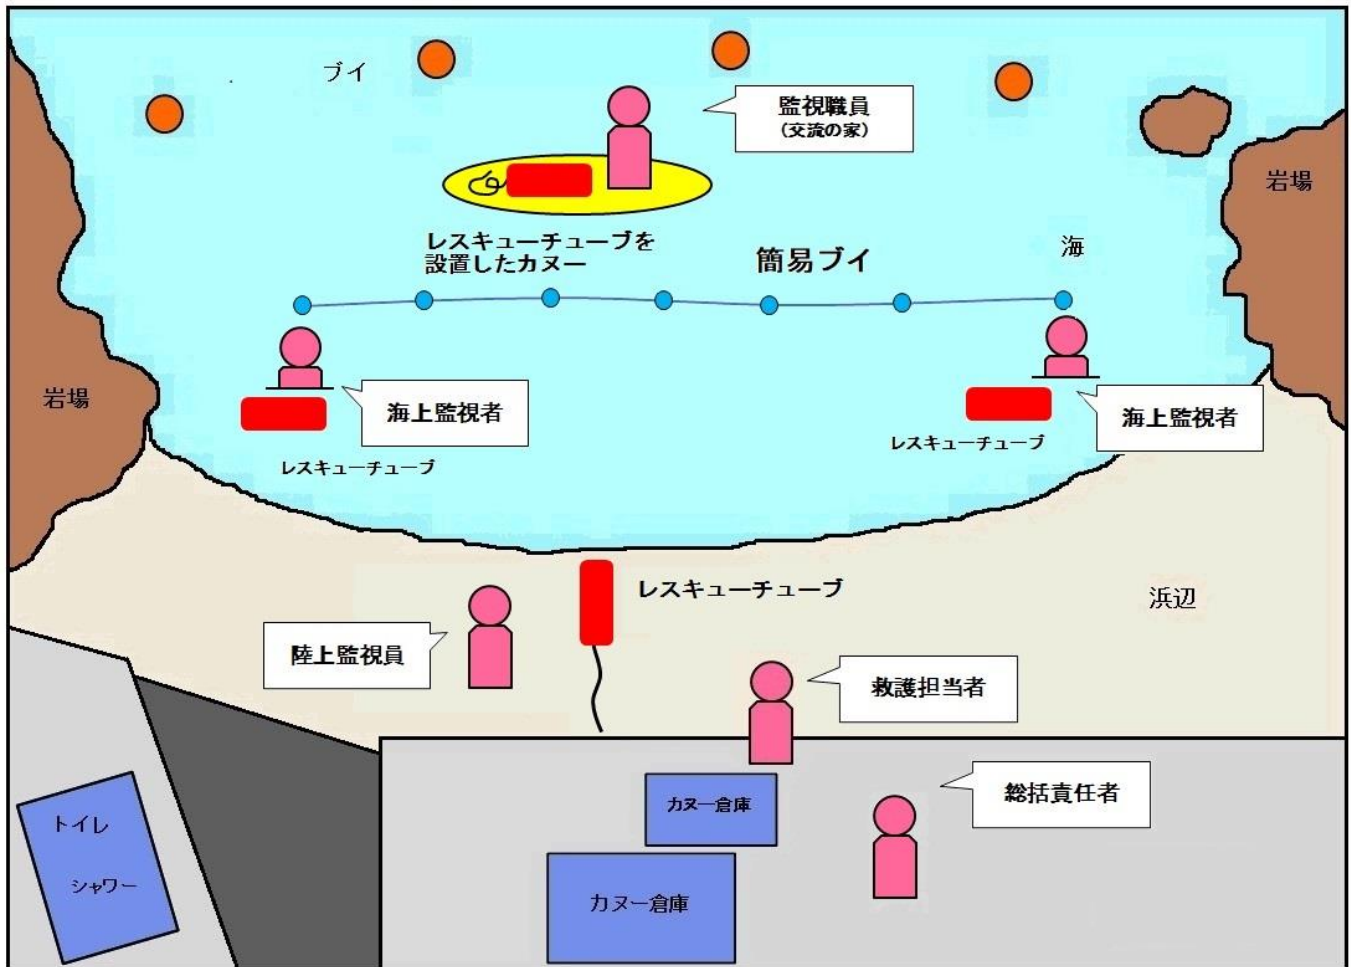 ブイ
監視職員
（交流の家）
岩場
レスキューチューブを
設置したカヌー
簡易ブイ
海
岩場
海上監視者
海上監視者
レスキューチューブ
レスキューチューブ
レスキューチューブ
浜辺
陸上監視員
救護担当者
総括責任者
カヌー倉庫
トイレ
シャワー
カヌー倉庫